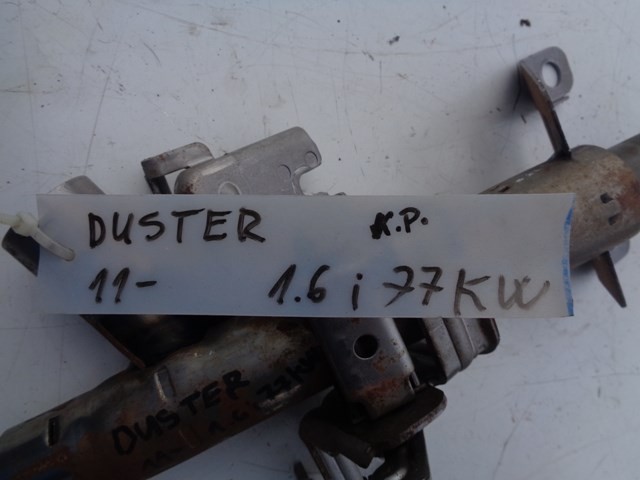 DUSTER K.P.
11- 1.6 i 77KW
DUSTER